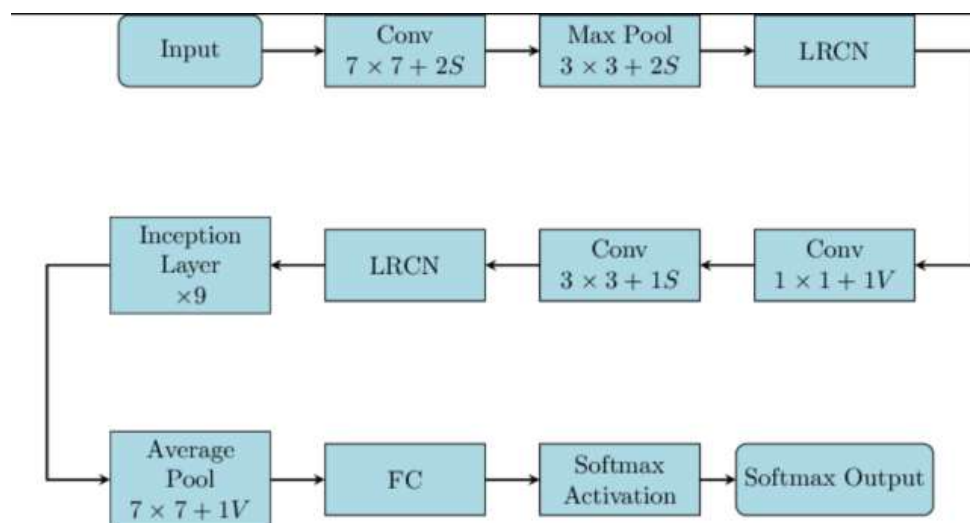 Input
Conv
7 × 7 + 2S
Max Pool
3 × 3 + 2S
LRCN
Inception
Layer
×9
LRCN
Conv
3 × 3 + 1S
Conv
1 × 1 + 1V
Average
Pool
7 × 7 + 1V
FC
Softmax
Activation
Softmax Output